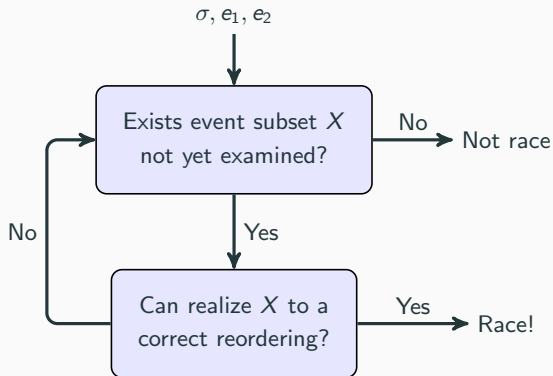 σ, e₁, e₂
Exists event subset X
not yet examined?
No
Not race
No
Yes
Can realize X to a
correct reordering?
Yes
Race!